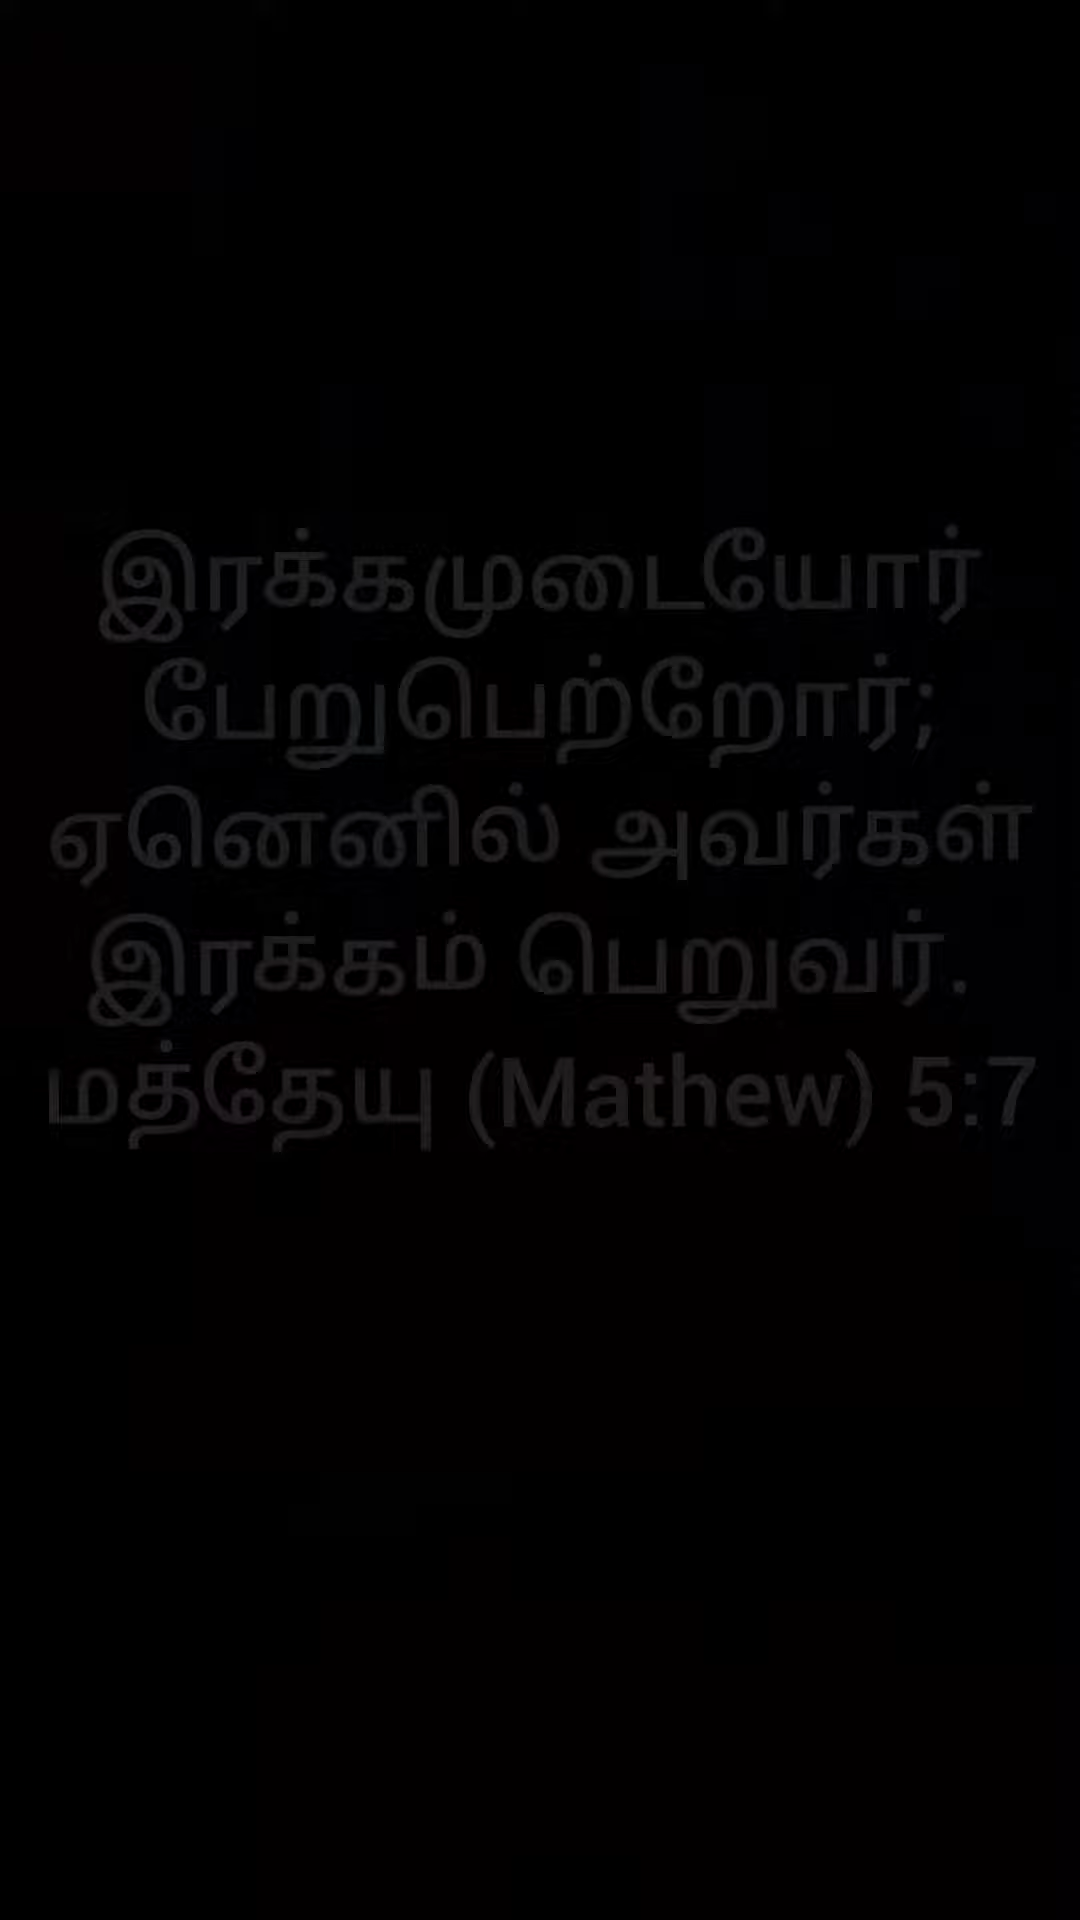 இரக்கமுடையோர்
பேறுபெற்றோர்;
ஏனெனில் அவர்கள்
இரக்கம் பெறுவர்.
மத்தேயு (Mathew) 5:7